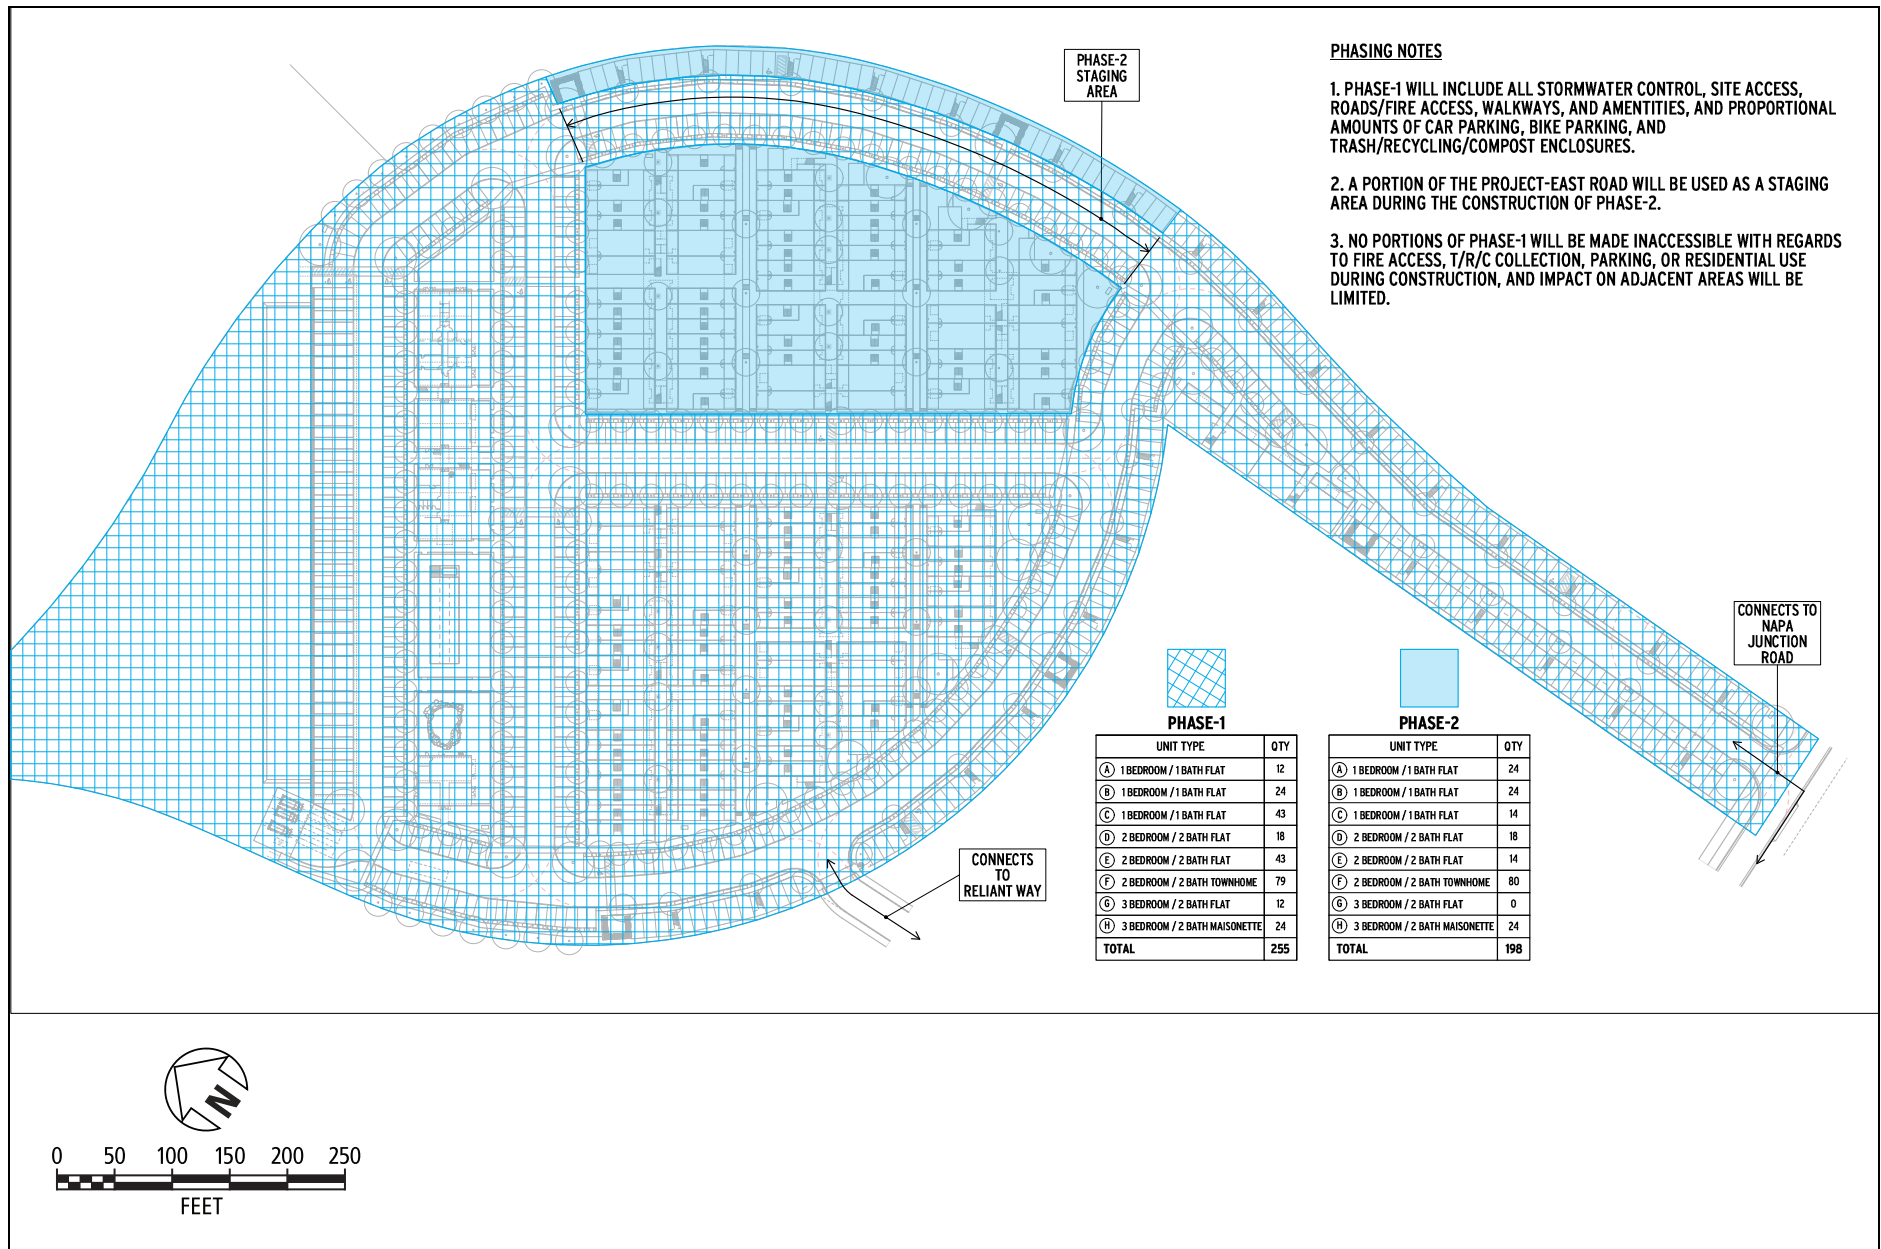 PHASE-2
STAGING
AREA
PHASING NOTES
1. PHASE-1 WILL INCLUDE ALL STORMWATER CONTROL, SITE ACCESS,
ROADS/FIRE ACCESS, WALKWAYS, AND AMENTITIES, AND PROPORTIONAL
AMOUNTS OF CAR PARKING, BIKE PARKING, AND
TRASH/RECYCLING/COMPOST ENCLOSURES.
2. A PORTION OF THE PROJECT-EAST ROAD WILL BE USED AS A STAGING
AREA DURING THE CONSTRUCTION OF PHASE-2.
3. NO PORTIONS OF PHASE-1 WILL BE MADE INACCESSIBLE WITH REGARDS
TO FIRE ACCESS, T/R/C COLLECTION, PARKING, OR RESIDENTIAL USE
DURING CONSTRUCTION, AND IMPACT ON ADJACENT AREAS WILL BE
LIMITED.
CONNECTS TO
NAPA
JUNCTION
ROAD
CONNECTS
TO
RELIANT WAY
PHASE-1
UNIT TYPE QTY
A 1 BEDROOM / 1 BATH FLAT 12
B 1 BEDROOM / 1 BATH FLAT 24
C 1 BEDROOM / 1 BATH FLAT 43
D 2 BEDROOM / 2 BATH FLAT 18
E 2 BEDROOM / 2 BATH FLAT 43
F 2 BEDROOM / 2 BATH TOWNHOME 79
G 3 BEDROOM / 2 BATH FLAT 12
H 3 BEDROOM / 2 BATH MAISONETTE 24
TOTAL 255
PHASE-2
UNIT TYPE QTY
A 1 BEDROOM / 1 BATH FLAT 24
B 1 BEDROOM / 1 BATH FLAT 24
C 1 BEDROOM / 1 BATH FLAT 14
D 2 BEDROOM / 2 BATH FLAT 18
E 2 BEDROOM / 2 BATH FLAT 14
F 2 BEDROOM / 2 BATH TOWNHOME 80
G 3 BEDROOM / 2 BATH FLAT 0
H 3 BEDROOM / 2 BATH MAISONETTE 24
TOTAL 198
N
0 50 100 150 200 250
FEET